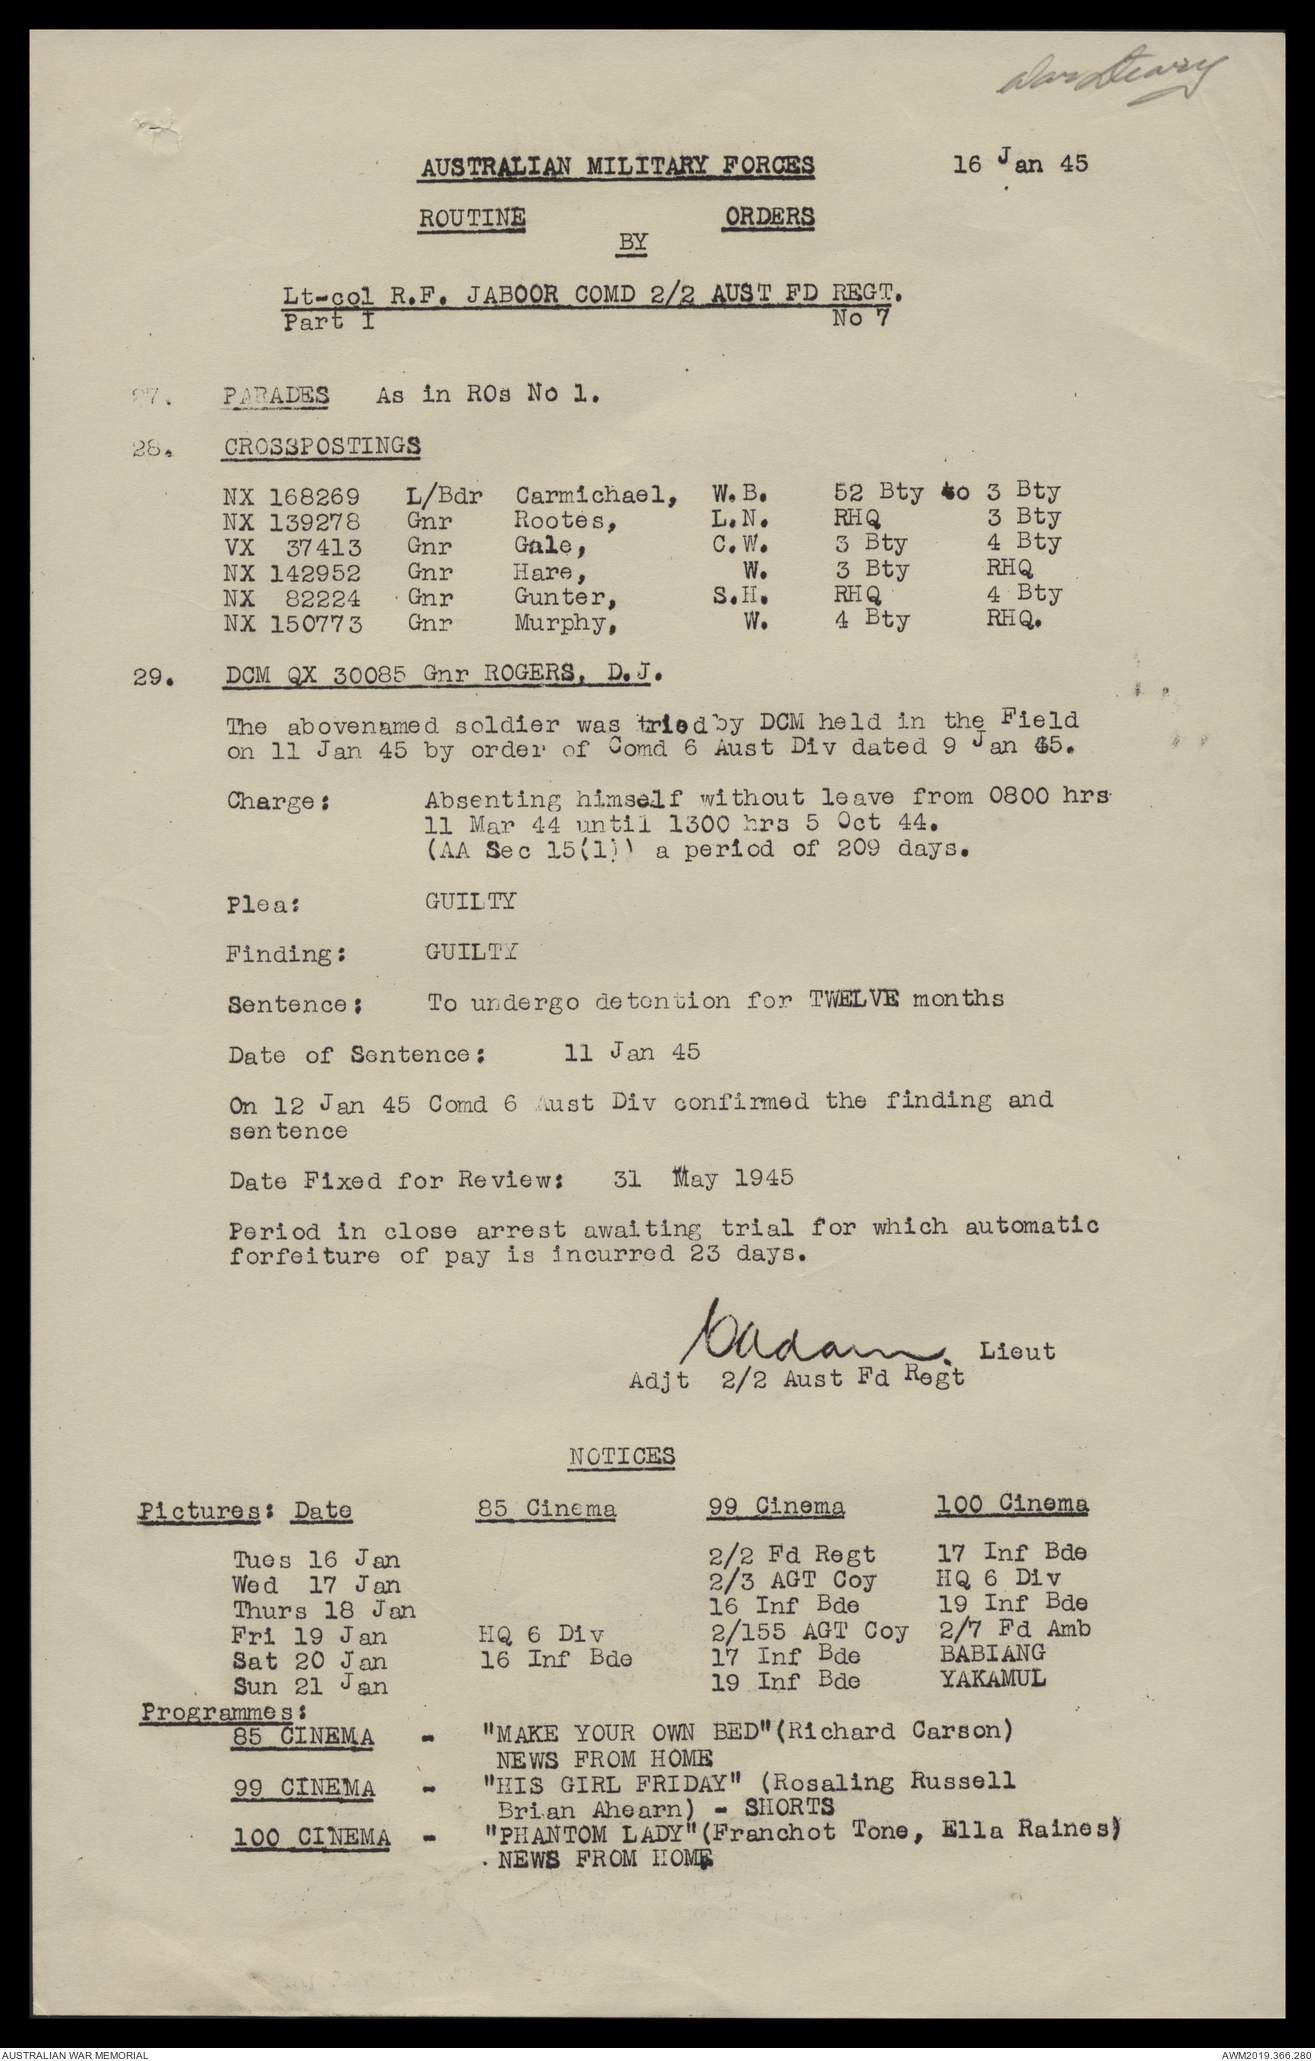 War Diary
AUSTRALIAN MILITARY FORCES 16 Jan 45
ROUTINE ORDERS
BY
Lt-col R.F. JABOOR COMD 2/2 AUST FD REGT.
Part I No 7
27. PARADES As in ROs No 1.
28. CROSSPOSTINGS
NX 168269 L/Bdr Carmichael, W.B. 52 Bty to 3 Bty
NX 139278 Gnr Rootes, L.N. RHQ 3 Bty
VX 37413 Gnr Gale, C.W. 3 Bty 4 Bty
NX 142952 Gnr Hare, W. 3 Bty RHQ
NX 82224 Gnr Gunter, S.H. RHQ 4 Bty
NX 150773 Gnr Murphy, W. 4 Bty RHQ.
29. DCM QX 30085 Gnr ROGERS, D.J.
The abovenamed soldier was tried by DCM held in the Field
on 11 Jan 45 by order of Comd 6 Aust Div dated 9 Jan 45.
Charge: Absenting himself without leave from 0800 hrs
11 Mar 44 until 1300 hrs 5 Oct 44.
(AA Sec 15(1)) a period of 209 days.
Plea: GUILTY
Finding: GUILTY
Sentence: To undergo detention for TWELVE months
Date of Sentence: 11 Jan 45
On 12 Jan 45 Comd 6 Aust Div confirmed the finding and
sentence
Date Fixed for Review: 31 May 1945
Period in close arrest awaiting trial for which automatic
forfeiture of pay is incurred 23 days.
Lieut
Adjt 2/2 Aust Fd Regt
NOTICES
Pictures: Date 85 Cinema 99 Cinema 100 Cinema
Tues 16 Jan 2/2 Fd Regt 17 Inf Bde
Wed 17 Jan 2/3 AGT Coy HQ 6 Div
Thurs 18 Jan 16 Inf Bde 19 Inf Bde
Fri 19 Jan HQ 6 Div 2/155 AGT Coy 2/7 Fd Amb
Sat 20 Jan 16 Inf Bde 17 Inf Bde BABIANG
Sun 21 Jan 19 Inf Bde YAKAMUL
Programmes:
85 CINEMA - "MAKE YOUR OWN BED"(Richard Carson)
NEWS FROM HOME
99 CINEMA - "HIS GIRL FRIDAY" (Rosaling Russell
Brian Ahearn) - SHORTS
100 CINEMA - "PHANTOM LADY"(Franchot Tone, Ella Raines)
NEWS FROM HOME
AUSTRALIAN WAR MEMORIAL AWM2019.366.280